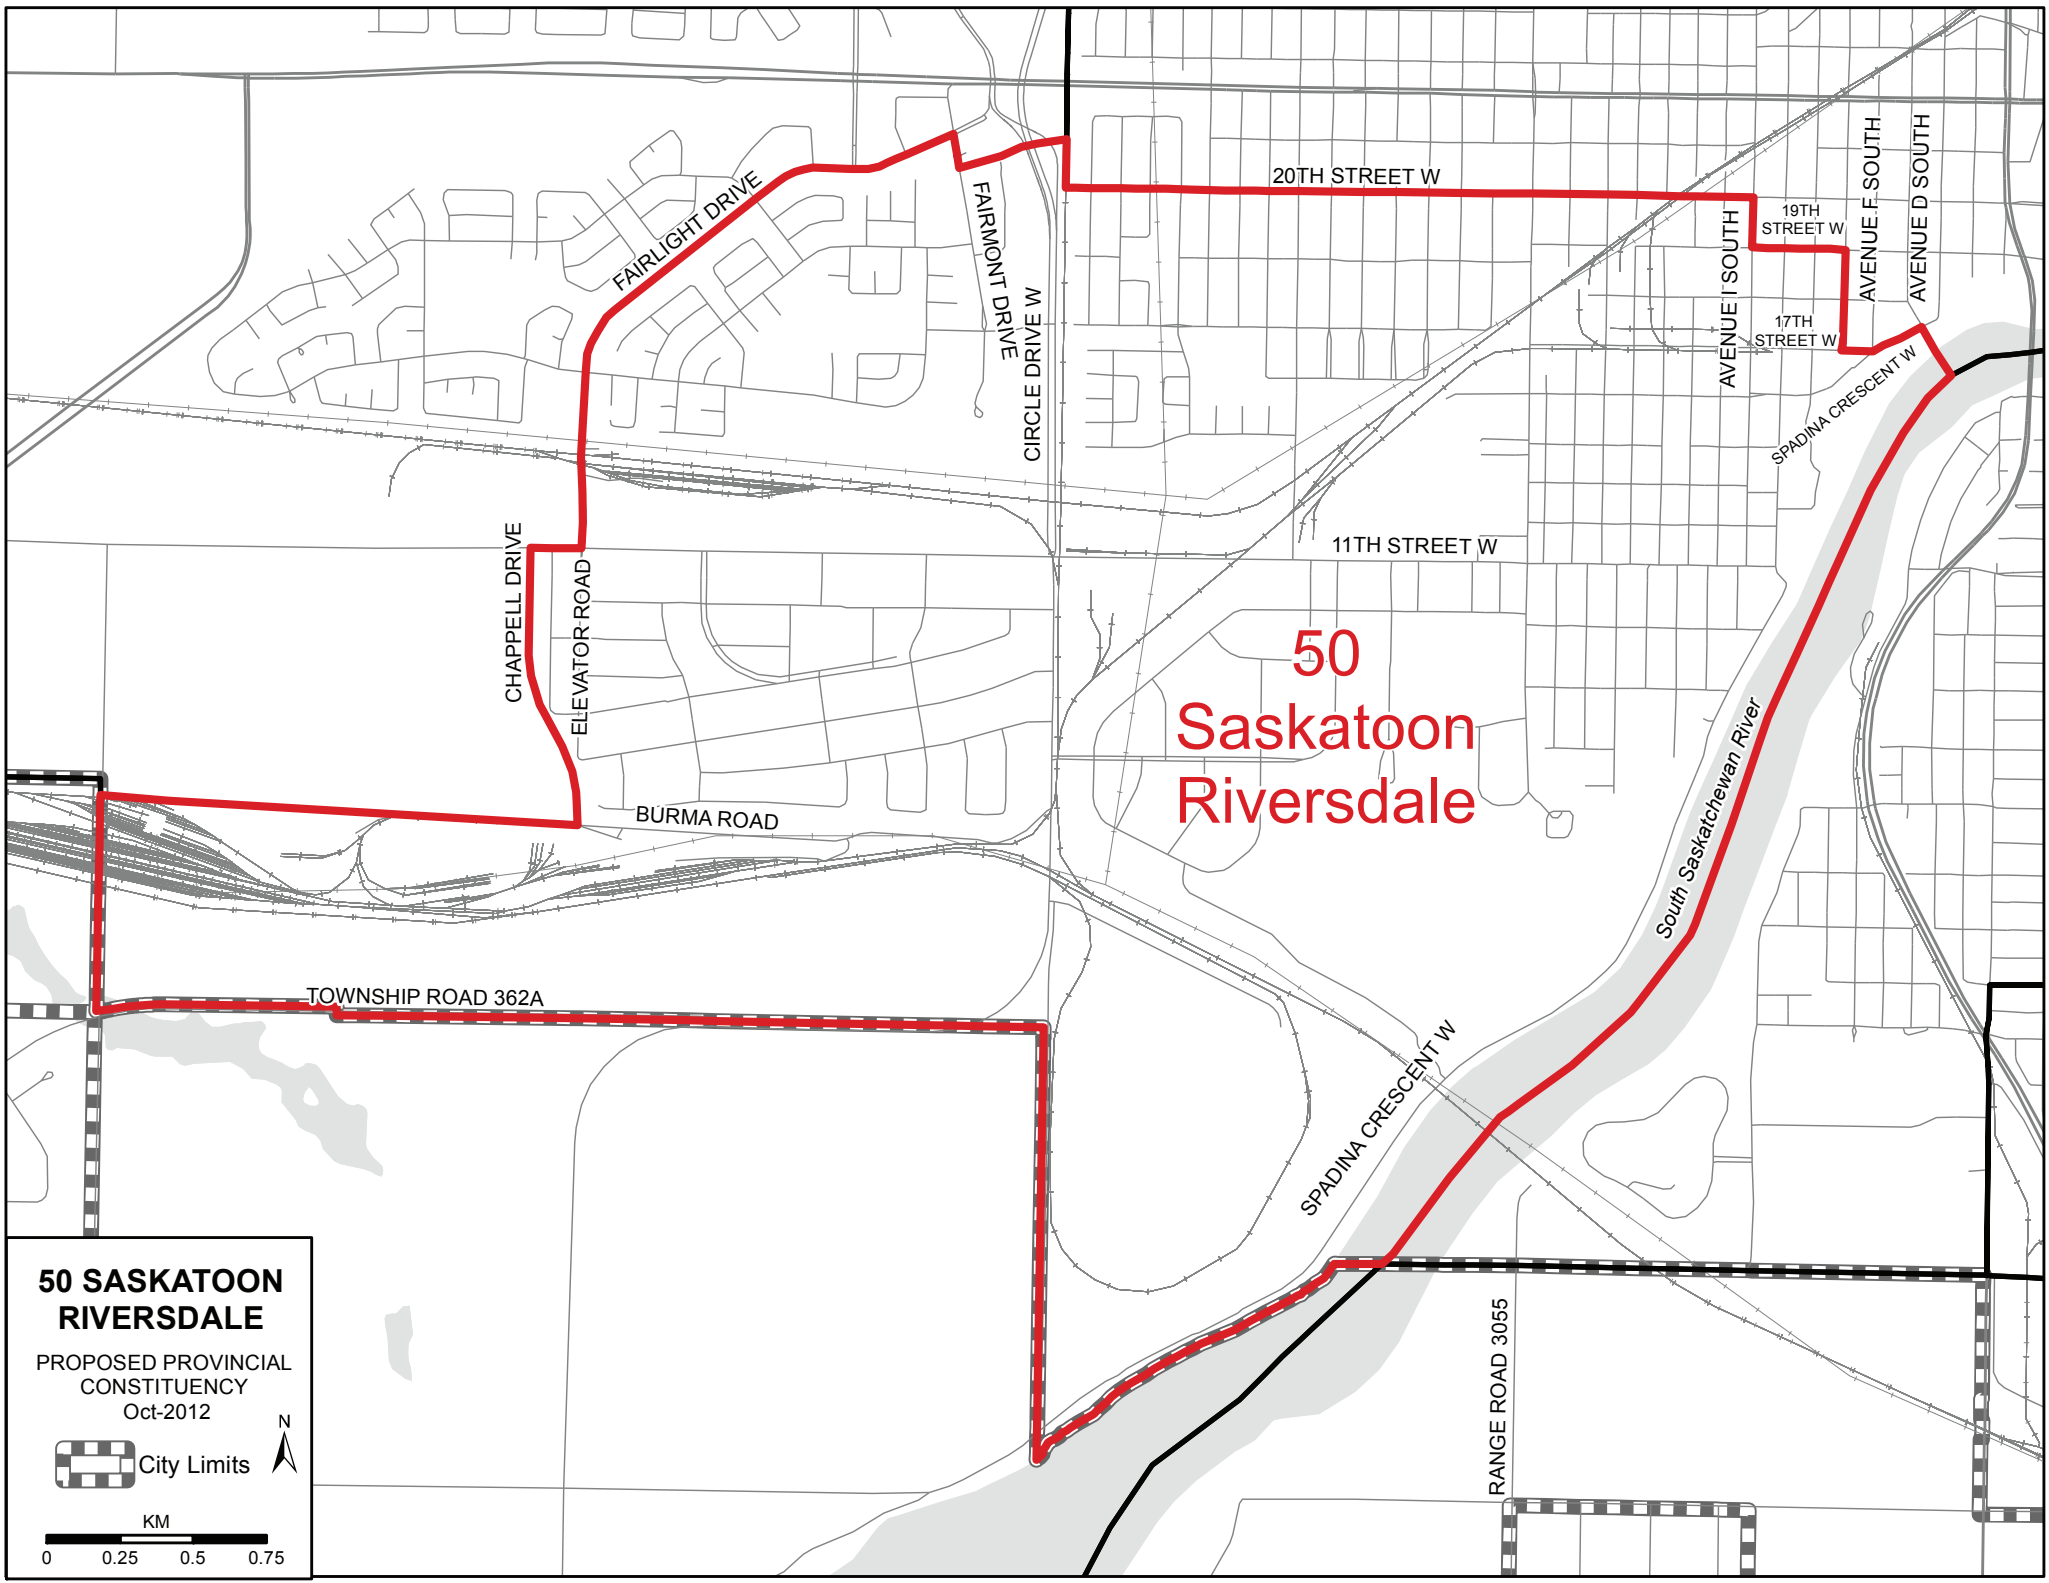 20TH STREET W
19TH
STREET W
AVENUE F SOUTH
AVENUE D SOUTH
FAIRLIGHT DRIVE
FAIRMONT DRIVE
CIRCLE DRIVE W
AVENUE I SOUTH
17TH
STREET W
SPADINA CRESCENT W
CHAPPELL DRIVE
ELEVATOR ROAD
11TH STREET W
50
Saskatoon
Riversdale
South Saskatchewan River
BURMA ROAD
TOWNSHIP ROAD 362A
SPADINA CRESCENT W
RANGE ROAD 3055
50 SASKATOON
RIVERSDALE
PROPOSED PROVINCIAL
CONSTITUENCY
Oct-2012
N
City Limits
KM
0 0.25 0.5 0.75